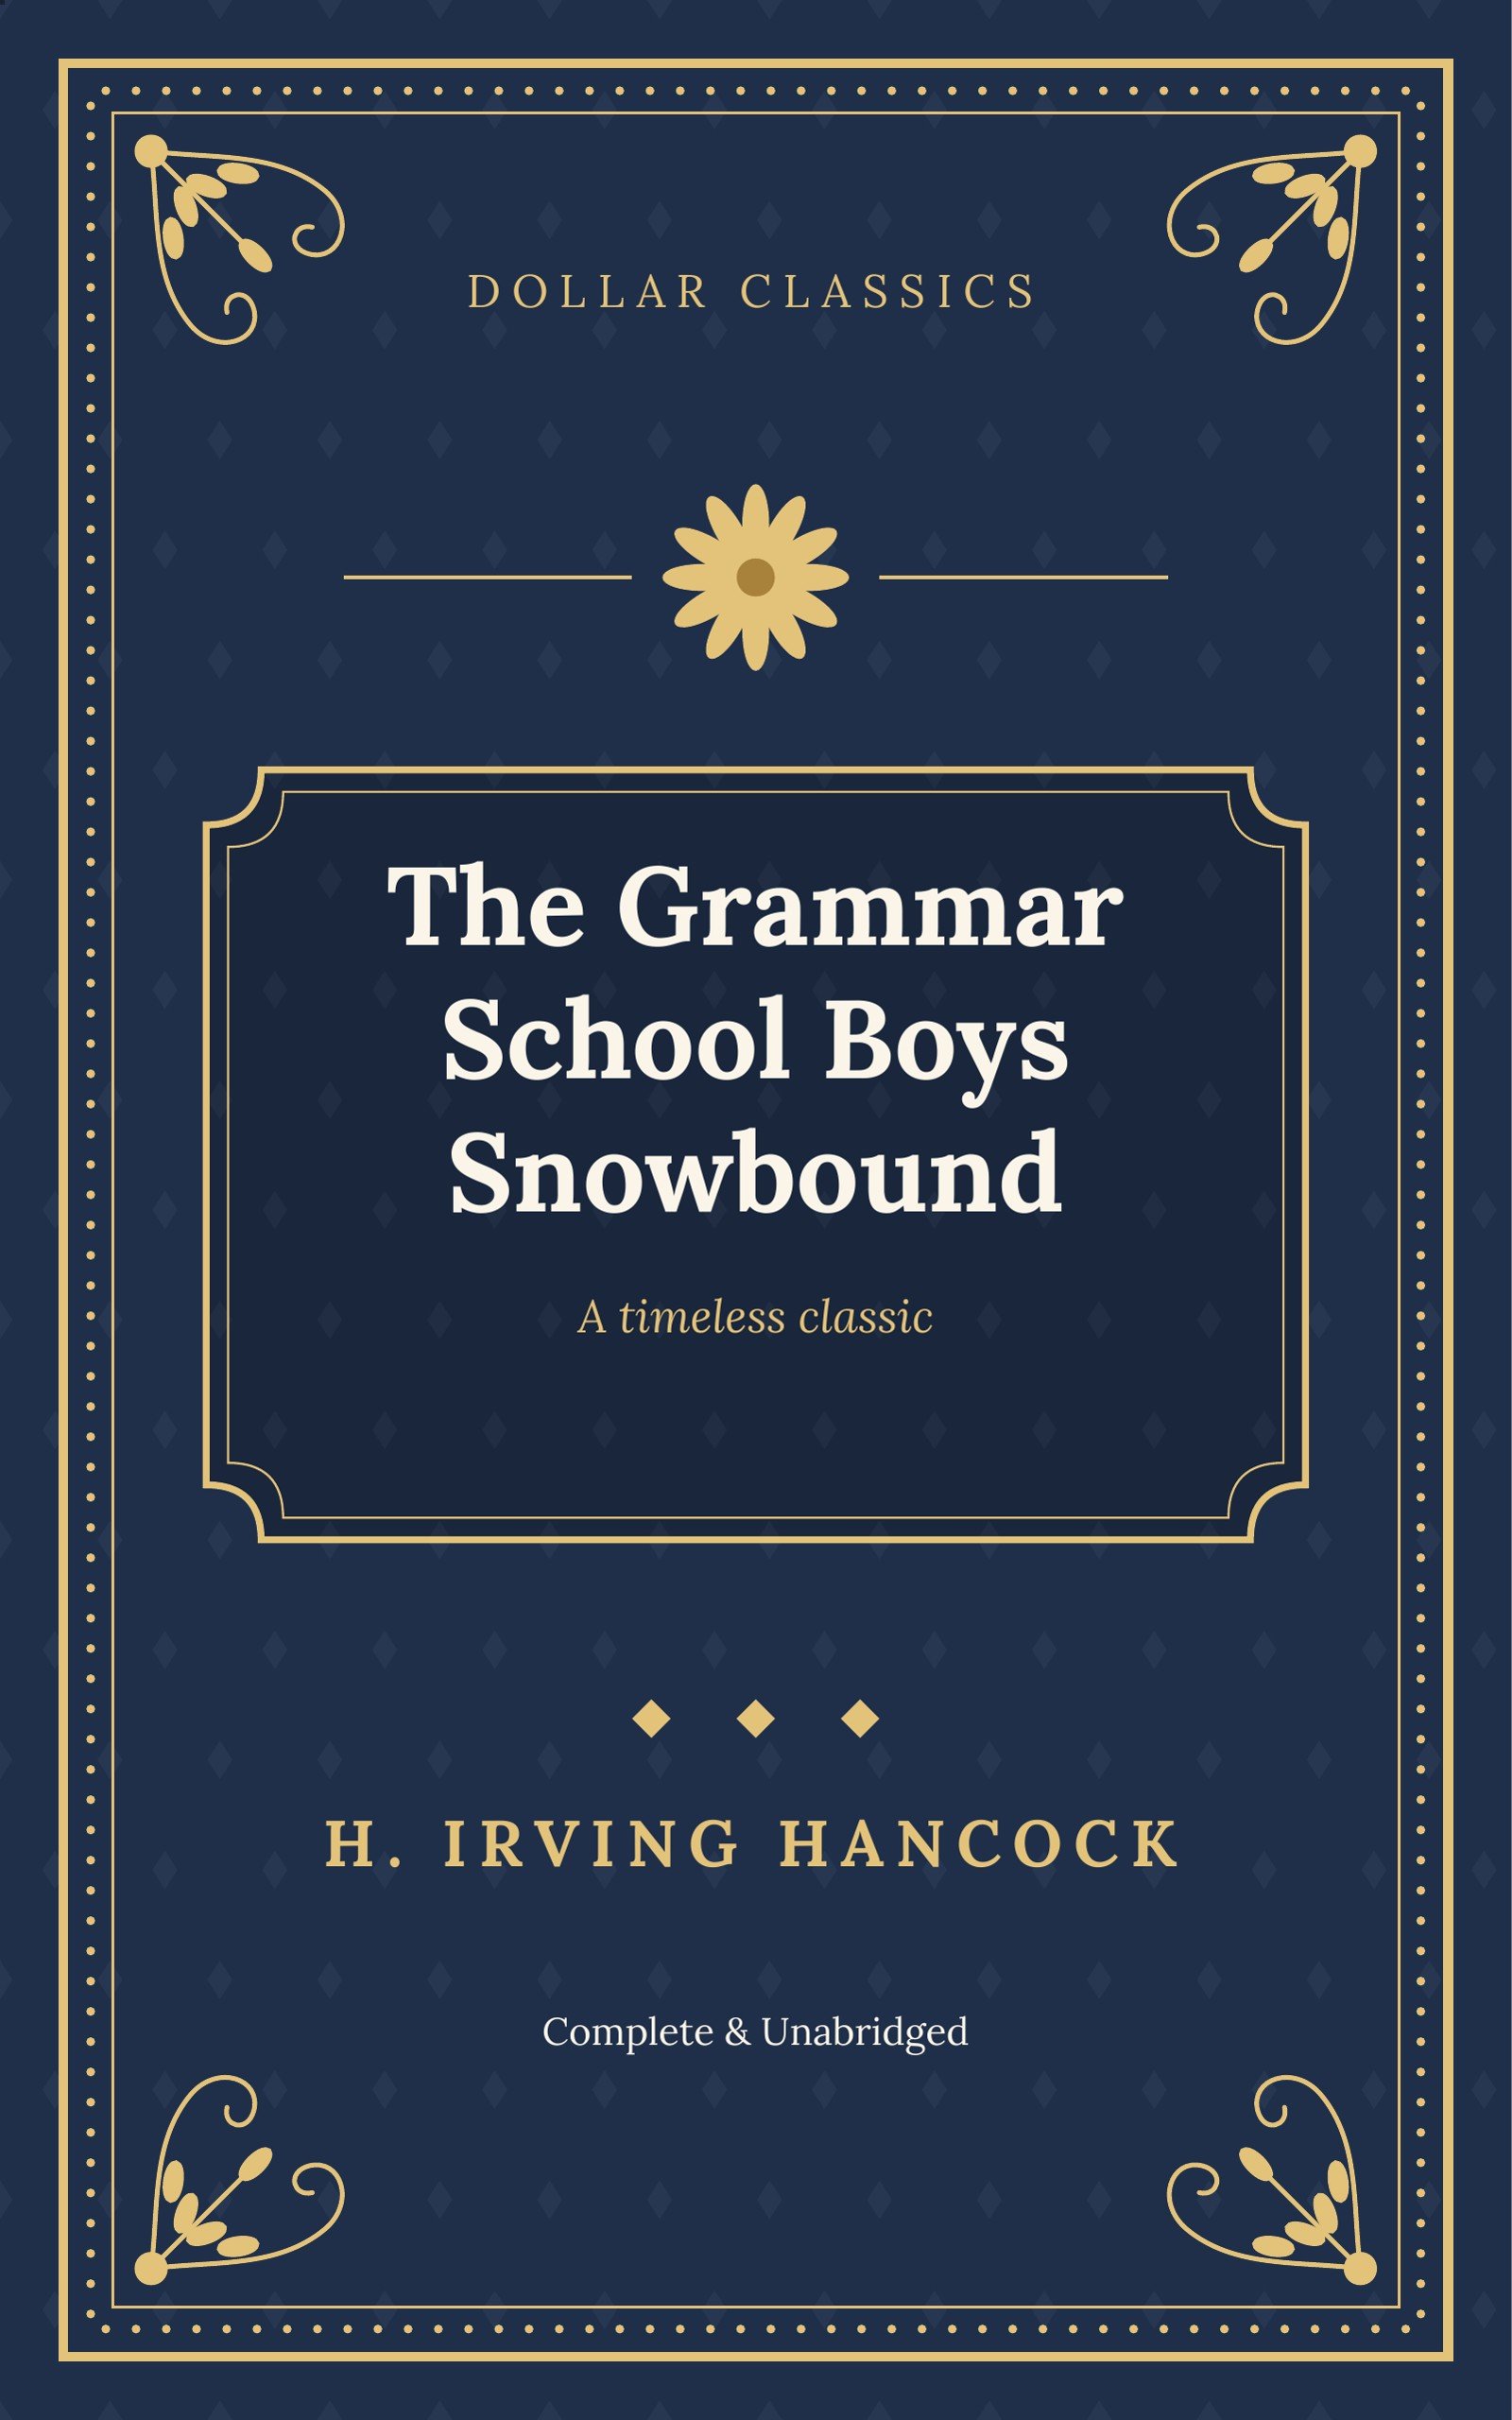 DOLLAR CLASSICS
The Grammar
School Boys
Snowbound
A timeless classic
H. IRVING HANCOCK
Complete & Unabridged